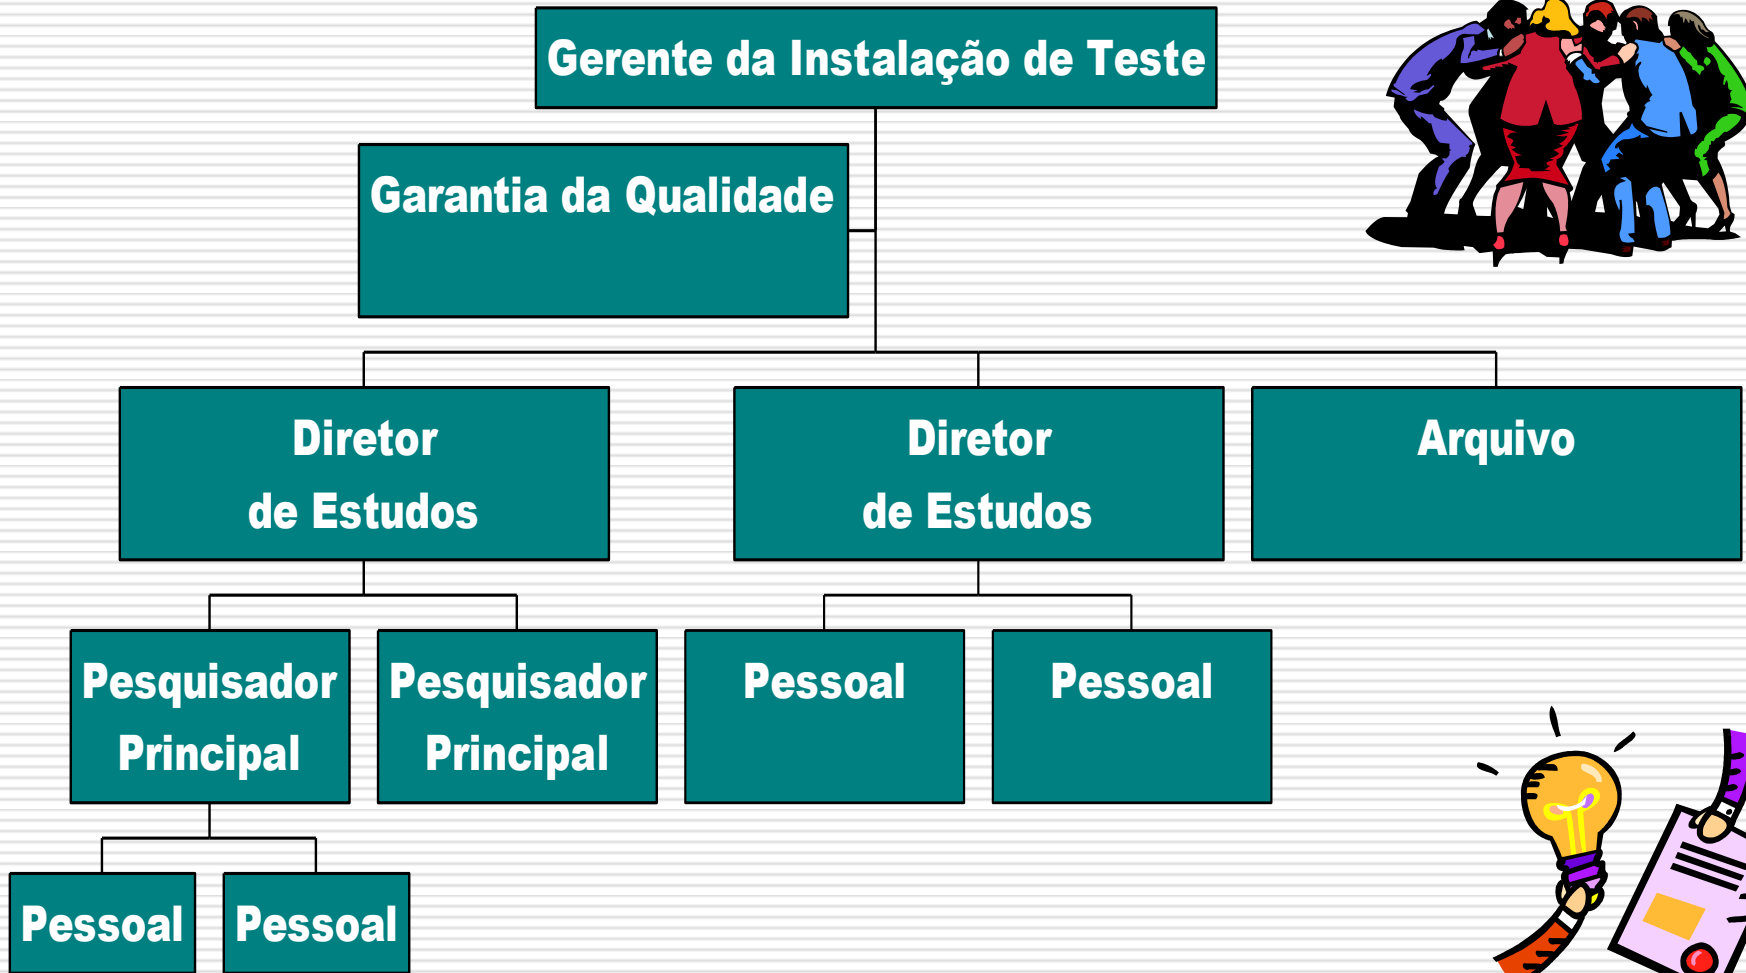 Gerente da Instalação de Teste
Garantia da Qualidade
Diretor
de Estudos
Diretor
de Estudos
Arquivo
Pesquisador
Principal
Pesquisador
Principal
Pessoal
Pessoal
Pessoal
Pessoal